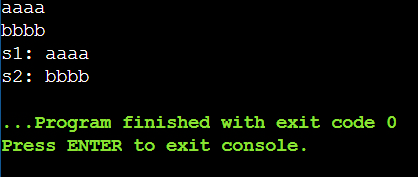 aaaa
bbbb
s1: aaaa
s2: bbbb
...Program finished with exit code 0
Press ENTER to exit console.